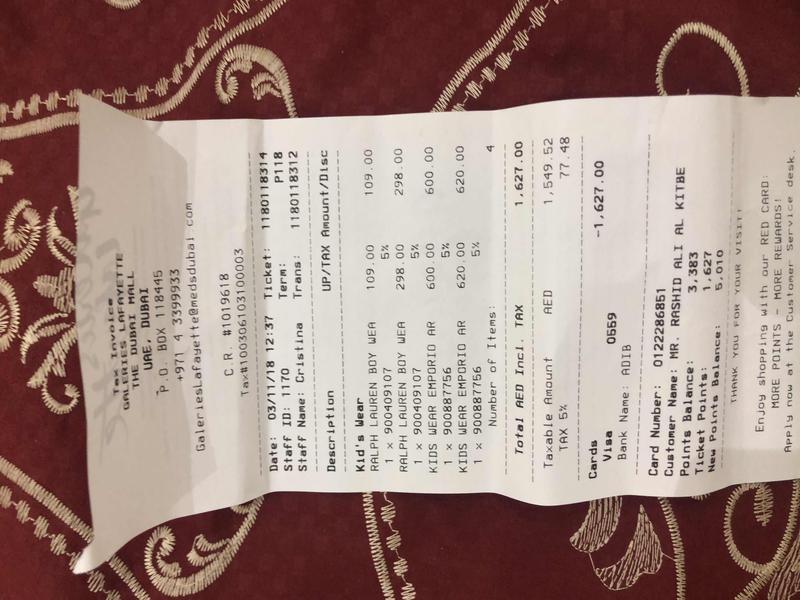 Tax Invoice
GALERIES LAFAYETTE
THE DUBAI MALL
UAE, DUBAI
P.O. BOX 118445
+971 4 3399933
GaleriesLafayette@medsdubai com
C.R. #1019618
Tax#100306103100003
Date: 03/11/18 12:37 Ticket: 1180118314
Staff ID: 1170 Term: P118
Staff Name: Cristina Trans: 1180118312
Description UP/TAX Amount/Disc
Kid's Wear
RALPH LAUREN BOY WEA 109.00 109.00
1 x 900409107 5%
RALPH LAUREN BOY WEA 298.00 298.00
1 x 900409107 5%
KIDS WEAR EMPORIO AR 600.00 600.00
1 x 900887756 5%
KIDS WEAR EMPORIO AR 620.00 620.00
1 x 900887756 5%
Number of Items: 4
Total AED Incl. TAX 1,627.00
Taxable Amount AED 1,549.52
TAX 5% 77.48
Cards
Visa 0559 -1,627.00
Bank Name: ADIB
Card Number: 0122286851
Customer Name: MR. RASHID ALI AL KITBE
Points Balance: 3,383
Ticket Points: 1,627
New Points Balance: 5,010
THANK YOU FOR YOUR VISIT!
Enjoy shopping with our RED CARD:
MORE POINTS - MORE REWARDS!
Apply now at the Customer Service desk.